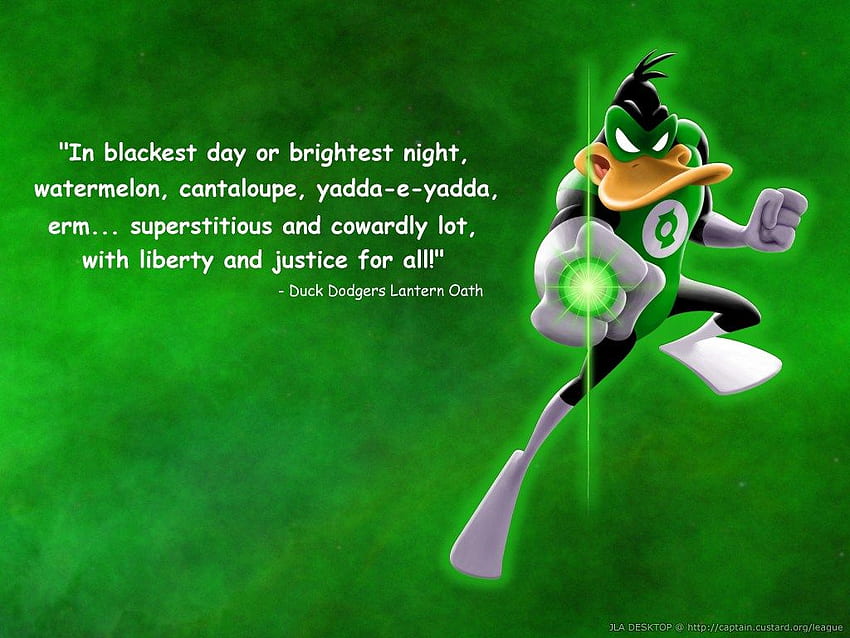 "In blackest day or brightest night,
watermelon, cantaloupe, yadda-e-yadda,
erm... superstitious and cowardly lot,
with liberty and justice for all!"
- Duck Dodgers Lantern Oath
JLA DESKTOP @ http://captain.custard.org/league